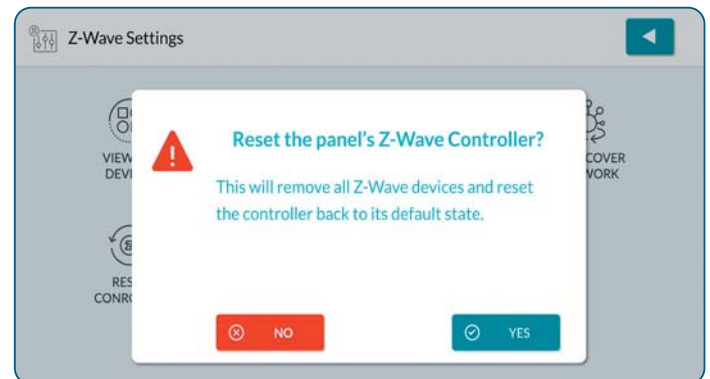 Z-Wave Settings
Reset the panel's Z-Wave Controller?
This will remove all Z-Wave devices and reset
the controller back to its default state.
VIEW
NO
YES